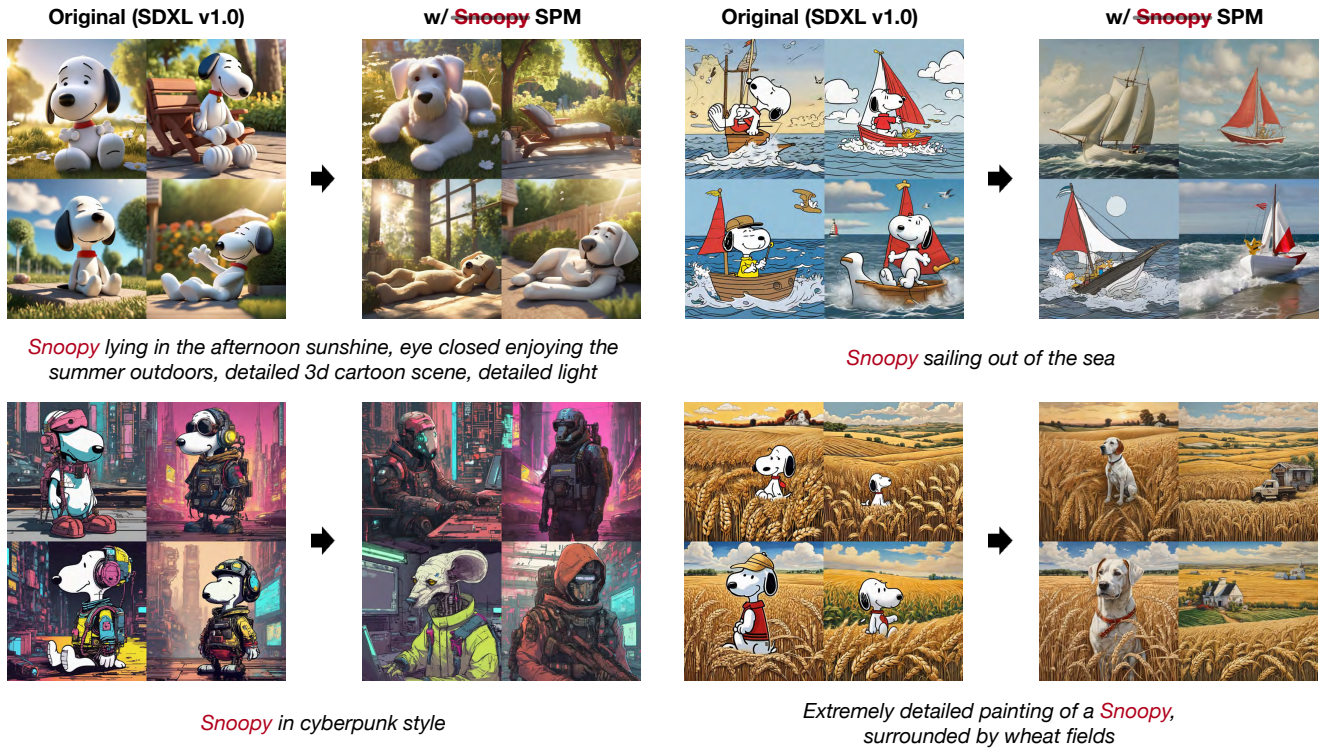 Original (SDXL v1.0)
w/ Snoopy SPM
Original (SDXL v1.0)
w/ Snoopy SPM
Snoopy lying in the afternoon sunshine, eye closed enjoying the
summer outdoors, detailed 3d cartoon scene, detailed light
Snoopy sailing out of the sea
Snoopy in cyberpunk style
Extremely detailed painting of a Snoopy,
surrounded by wheat fields